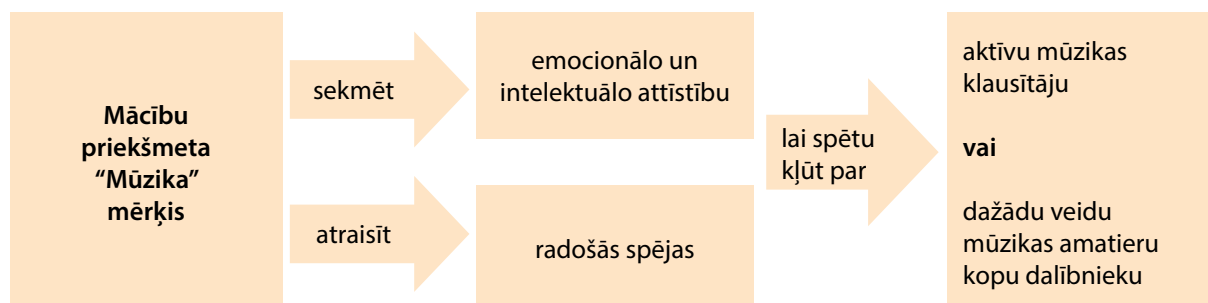 Mācību
priekšmeta
“Mūzika”
mērķis
sekmēt
emocionālo un
intelektuālo attīstību
atraisīt
radošās spējas
lai spētu
kļūt par
aktīvu mūzikas
klausītāju
vai
dažādu veidu
mūzikas amatieru
kopu dalībnieku